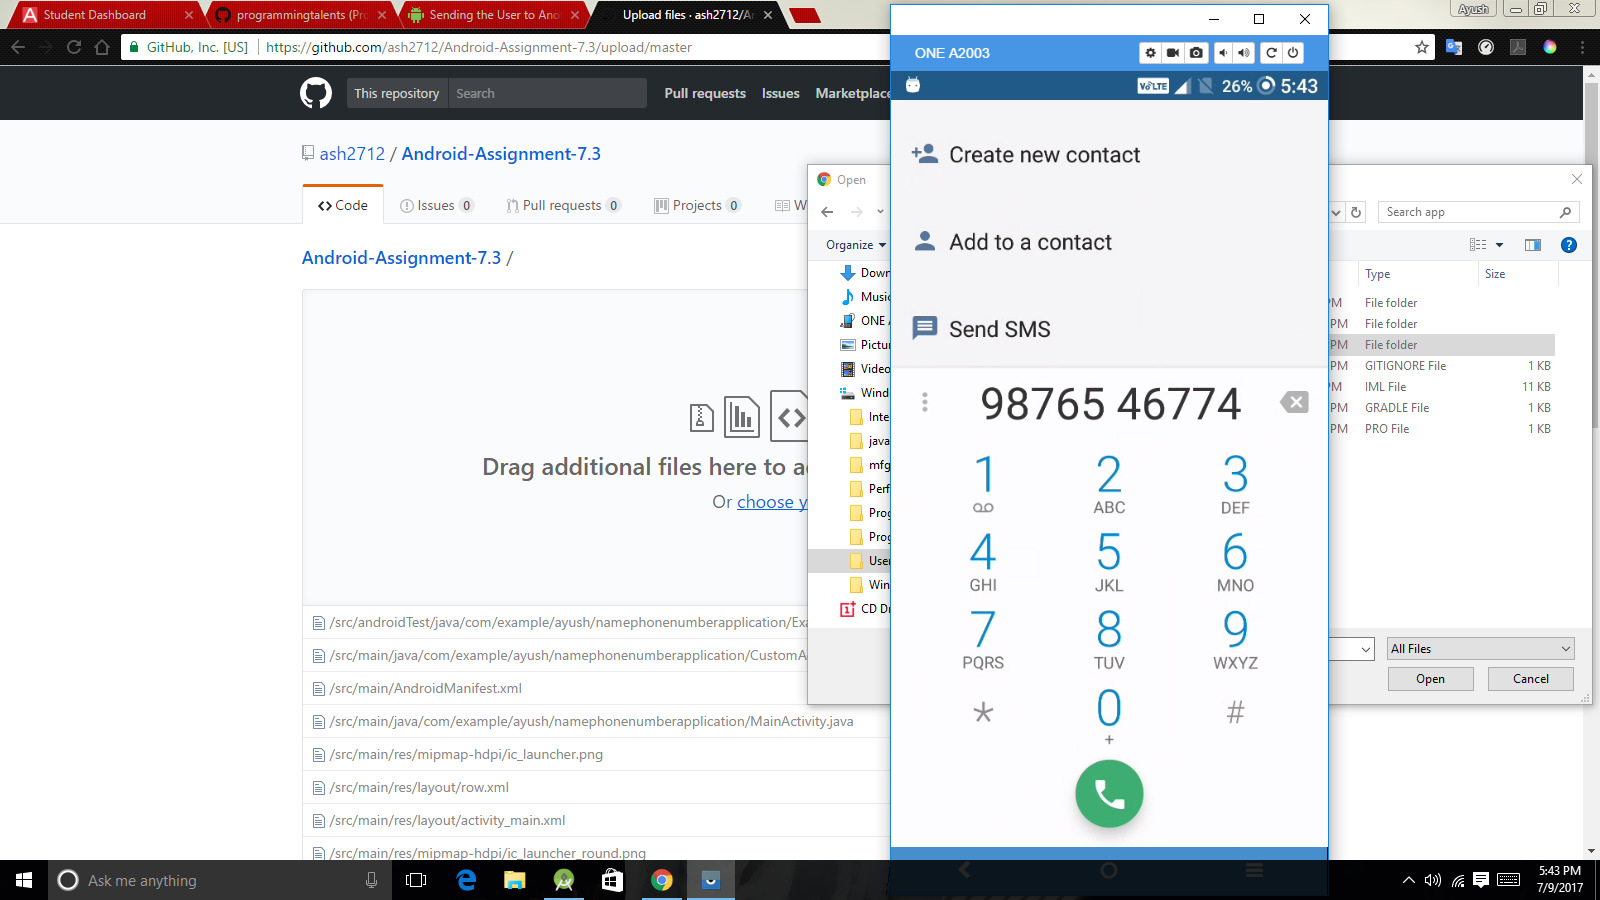 Student Dashboard
programmingtalents (Pro
Sending the User to Ano
Upload files · ash2712/A
Ayush
GitHub, Inc. [US]
https://github.com/ash2712/Android-Assignment-7.3/upload/master
This repository
Search
Pull requests
Issues
Marketplace
ash2712 / Android-Assignment-7.3
Code
Issues 0
Pull requests 0
Projects 0
W
Android-Assignment-7.3 /
Drag additional files here to a
Or choose y
/src/androidTest/java/com/example/ayush/namephonenumberapplication/Exa
/src/main/java/com/example/ayush/namephonenumberapplication/CustomA
/src/main/AndroidManifest.xml
/src/main/java/com/example/ayush/namephonenumberapplication/MainActivity.java
/src/main/res/mipmap-hdpi/ic_launcher.png
/src/main/res/layout/row.xml
/src/main/res/layout/activity_main.xml
/src/main/res/mipmap-hdpi/ic_launcher_round.png
Open
Search app
Organize
Down
Music
ONE A
Pictur
Video
Wind
Inte
java
mfg
Perf
Prog
Prog
User
Win
CD Dr
Type
Size
PM File folder
PM File folder
PM File folder
PM GITIGNORE File 1 KB
PM IML File 11 KB
PM GRADLE File 1 KB
PM PRO File 1 KB
All Files
Open
Cancel
ONE A2003
VoLTE
26%
5:43
Create new contact
Add to a contact
Send SMS
98765 46774
1
2 ABC
3 DEF
4 GHI
5 JKL
6 MNO
7 PQRS
8 TUV
9 WXYZ
*
0 +
#
Ask me anything
5:43 PM
7/9/2017